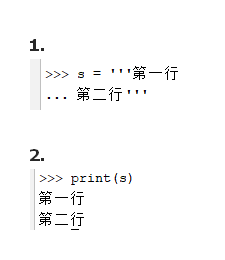 1.
>>> s = '''第一行
... 第二行'''
2.
>>> print(s)
第一行
第二行